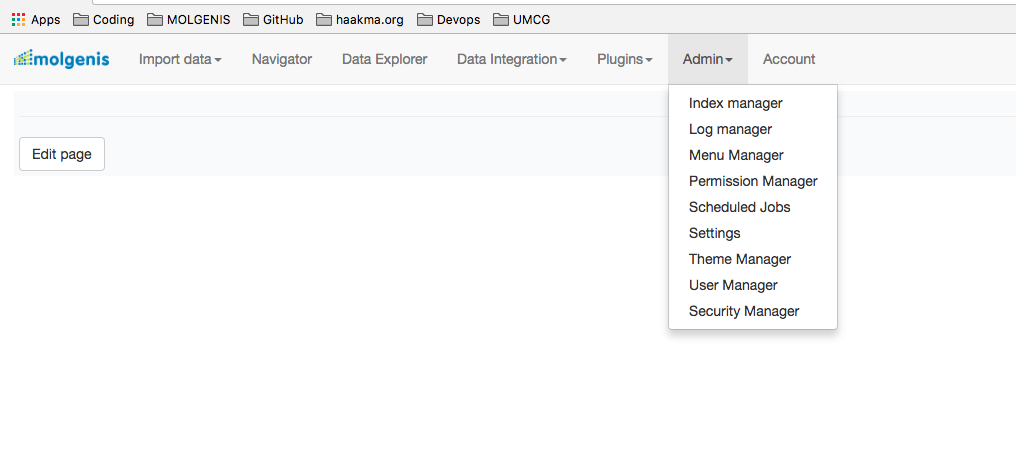 Apps Coding MOLGENIS GitHub haakma.org Devops UMCG
molgenis Import data Navigator Data Explorer Data Integration Plugins Admin Account
Index manager
Log manager
Menu Manager
Edit page
Permission Manager
Scheduled Jobs
Settings
Theme Manager
User Manager
Security Manager